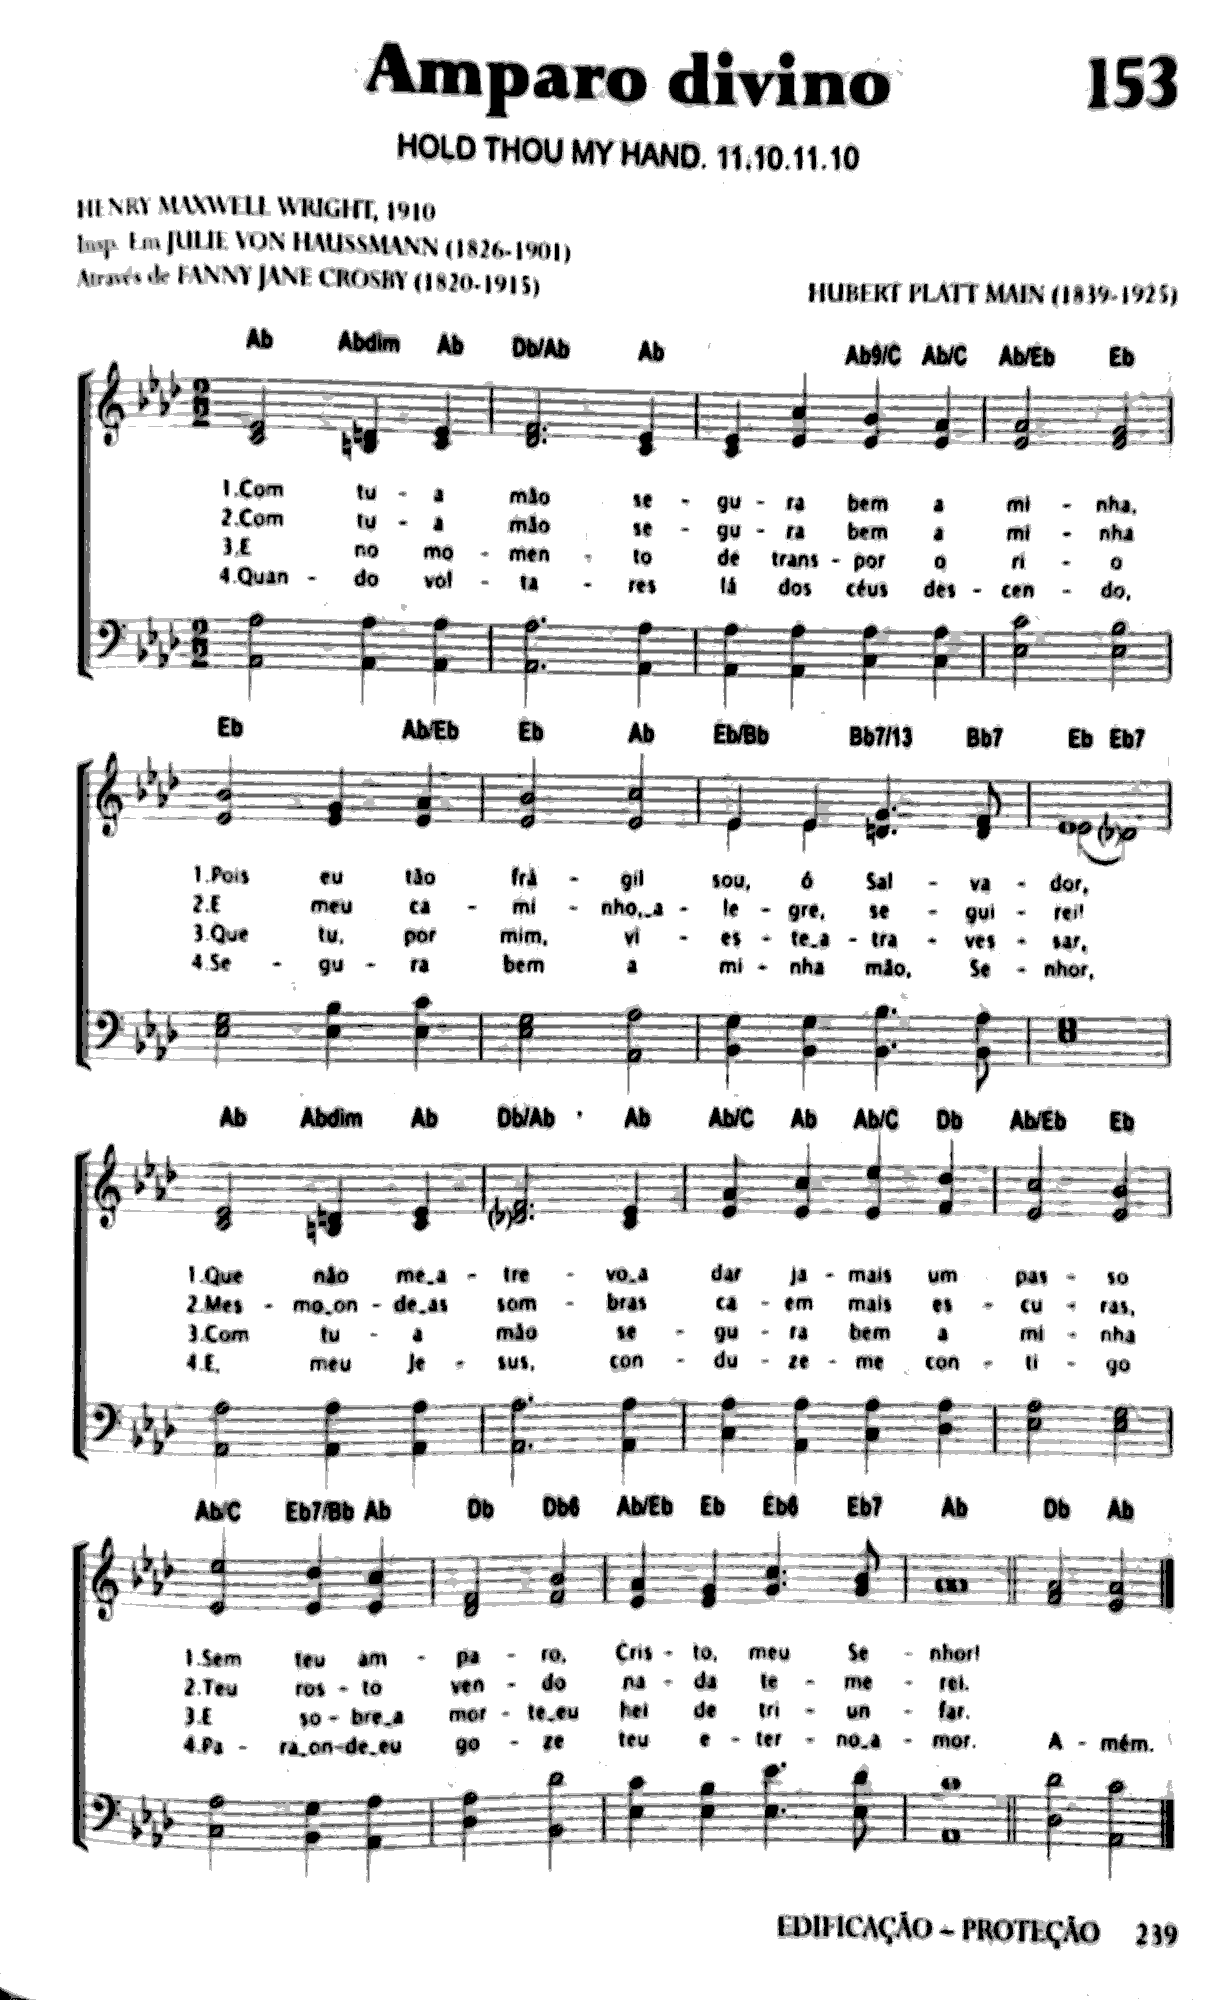 Amparo divino 153
HOLD THOU MY HAND. 11.10.11.10
HENRY MAXWELL WRIGHT, 1910
Insp. Em JULIE VON HAUSSMANN (1826-1901)
Através de FANNY JANE CROSBY (1820-1915)
HUBERT PLATT MAIN (1839-1925)
Ab Abdim Ab Db/Ab Ab Ab9/C Ab/C Ab/Eb Eb
1.Com tu - a mão se - gu - ra bem a mi - nha,
2.Com tu - a mão se - gu - ra bem a mi - nha
3.E no mo - men - to de trans - por o ri - o
4.Quan - do vol - ta - res lá dos céus des - cen - do,
Eb Ab/Eb Eb Ab Eb/Bb Bb7/13 Bb7 Eb Eb7
1.Pois eu tão frá - gil sou, ó Sal - va - dor,
2.E meu ca - mi - nho,_a - le - gre, se - gui - rei!
3.Que tu, por mim, vi - es - te_a - tra - ves - sar,
4.Se - gu - ra bem a mi - nha mão, Se - nhor,
Ab Abdim Ab Db/Ab Ab Ab/C Ab Ab/C Db Ab/Eb Eb
1.Que não me_a - tre - vo_a dar ja - mais um pas - so
2.Mes - mo_on - de_as som - bras ca - em mais es - cu - ras,
3.Com tu - a mão se - gu - ra bem a mi - nha
4.E, meu Je - sus, con - du - ze - me con - ti - go
Ab/C Eb7/Bb Ab Db Db6 Ab/Eb Eb Eb6 Eb7 Ab Db Ab
1.Sem teu am - pa - ro, Cris - to, meu Se - nhor!
2.Teu ros - to ven - do na - da te - me - rei.
3.E so - bre_a mor - te_eu hei de tri - un - far.
4.Pa - ra_on-de_eu go - ze teu e - ter - no_a - mor. A - mém.
EDIFICAÇÃO – PROTEÇÃO 239